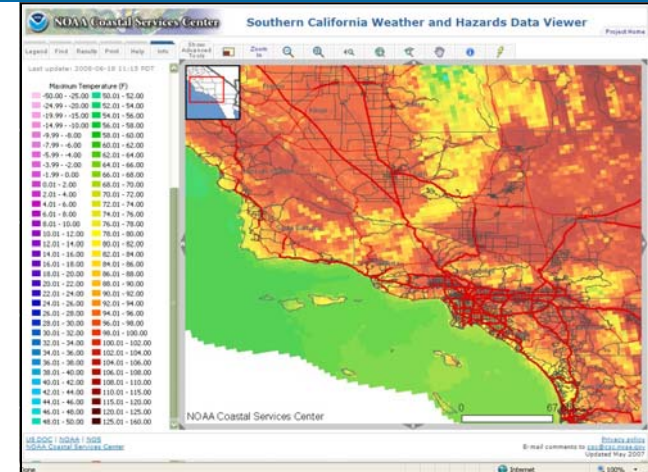 NOAA Coastal Services Center
Southern California Weather and Hazards Data Viewer
Project Home
Legend Find Results Print Help Info
Show Advanced Tools
Zoom In
Last update: 2008-06-18 11:15 PDT
Maximum Temperature (F)
-50.00 - -25.00 50.01 - 52.00
-24.99 - -20.00 52.01 - 54.00
-19.99 - -15.00 54.01 - 56.00
-14.99 - -10.00 56.01 - 58.00
-9.99 - -8.00 58.01 - 60.00
-7.99 - -6.00 60.01 - 62.00
-5.99 - -4.00 62.01 - 64.00
-3.99 - -2.00 64.01 - 66.00
-1.99 - 0.00 66.01 - 68.00
0.01 - 2.00 68.01 - 70.00
2.01 - 4.00 70.01 - 72.00
4.01 - 6.00 72.01 - 74.00
6.01 - 8.00 74.01 - 76.00
8.01 - 10.00 76.01 - 78.00
10.01 - 12.00 78.01 - 80.00
12.01 - 14.00 80.01 - 82.00
14.01 - 16.00 82.01 - 84.00
16.01 - 18.00 84.01 - 86.00
18.01 - 20.00 86.01 - 88.00
20.01 - 22.00 88.01 - 90.00
22.01 - 24.00 90.01 - 92.00
24.01 - 26.00 92.01 - 94.00
26.01 - 28.00 94.01 - 96.00
28.01 - 30.00 96.01 - 98.00
30.01 - 32.00 98.01 - 100.00
32.01 - 34.00 100.01 - 102.00
34.01 - 36.00 102.01 - 104.00
36.01 - 38.00 104.01 - 106.00
38.01 - 40.00 106.01 - 108.00
40.01 - 42.00 108.01 - 110.00
42.01 - 44.00 110.01 - 115.00
44.01 - 46.00 115.01 - 120.00
46.01 - 48.00 120.01 - 125.00
48.01 - 50.00 125.01 - 160.00
NOAA Coastal Services Center
0
US DOC | NOAA | NOS
NOAA Coastal Services Center
Privacy policy
E-mail comments to csc@csc.noaa.gov
Updated May 2007
Internet
100%